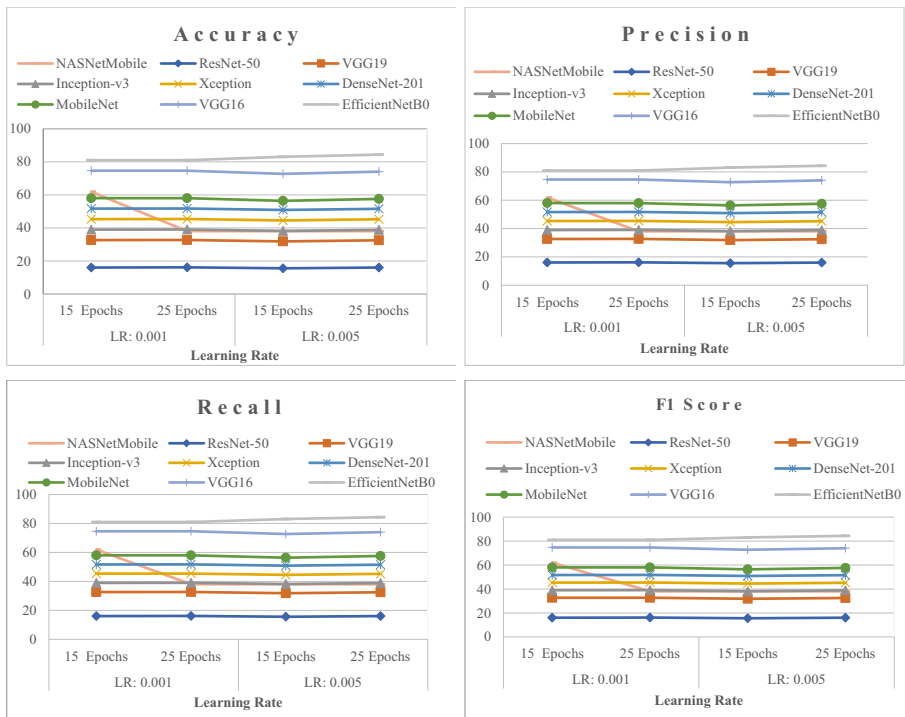 Accuracy
NASNetMobile ResNet-50 VGG19
Inception-v3 Xception DenseNet-201
MobileNet VGG16 EfficientNetB0
100
80
60
40
20
0
15 Epochs 25 Epochs 15 Epochs 25 Epochs
LR: 0.001 LR: 0.005
Learning Rate
Precision
NASNetMobile ResNet-50 VGG19
Inception-v3 Xception DenseNet-201
MobileNet VGG16 EfficientNetB0
100
80
60
40
20
0
15 Epochs 25 Epochs 15 Epochs 25 Epochs
LR: 0.001 LR: 0.005
Learning Rate
Recall
NASNetMobile ResNet-50 VGG19
Inception-v3 Xception DenseNet-201
MobileNet VGG16 EfficientNetB0
100
80
60
40
20
0
15 Epochs 25 Epochs 15 Epochs 25 Epochs
LR: 0.001 LR: 0.005
Learning Rate
F1 Score
NASNetMobile ResNet-50 VGG19
Inception-v3 Xception DenseNet-201
MobileNet VGG16 EfficientNetB0
100
80
60
40
20
0
15 Epochs 25 Epochs 15 Epochs 25 Epochs
LR: 0.001 LR: 0.005
Learning Rate